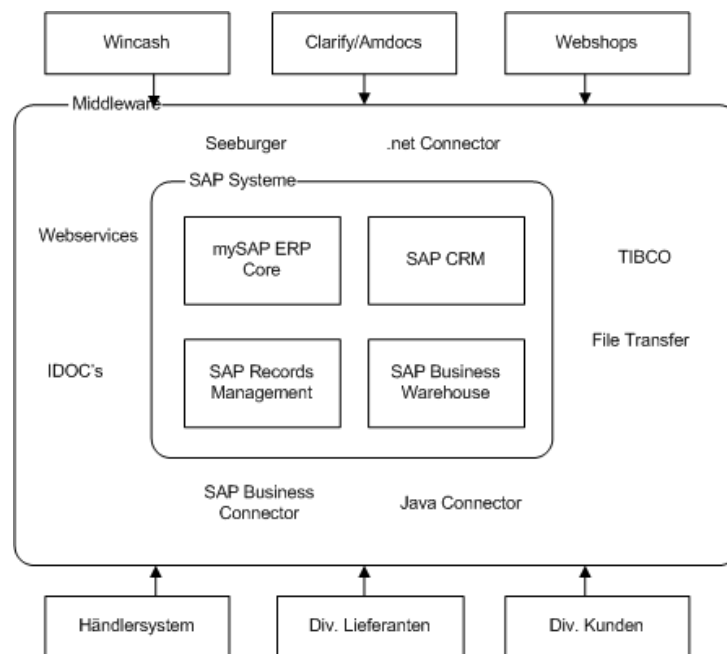 Wincash
Clarify/Amdocs
Webshops
Middleware
Seeburger
.net Connector
SAP Systeme
Webservices
mySAP ERP
Core
SAP CRM
TIBCO
File Transfer
IDOC's
SAP Records
Management
SAP Business
Warehouse
SAP Business
Connector
Java Connector
Händlersystem
Div. Lieferanten
Div. Kunden